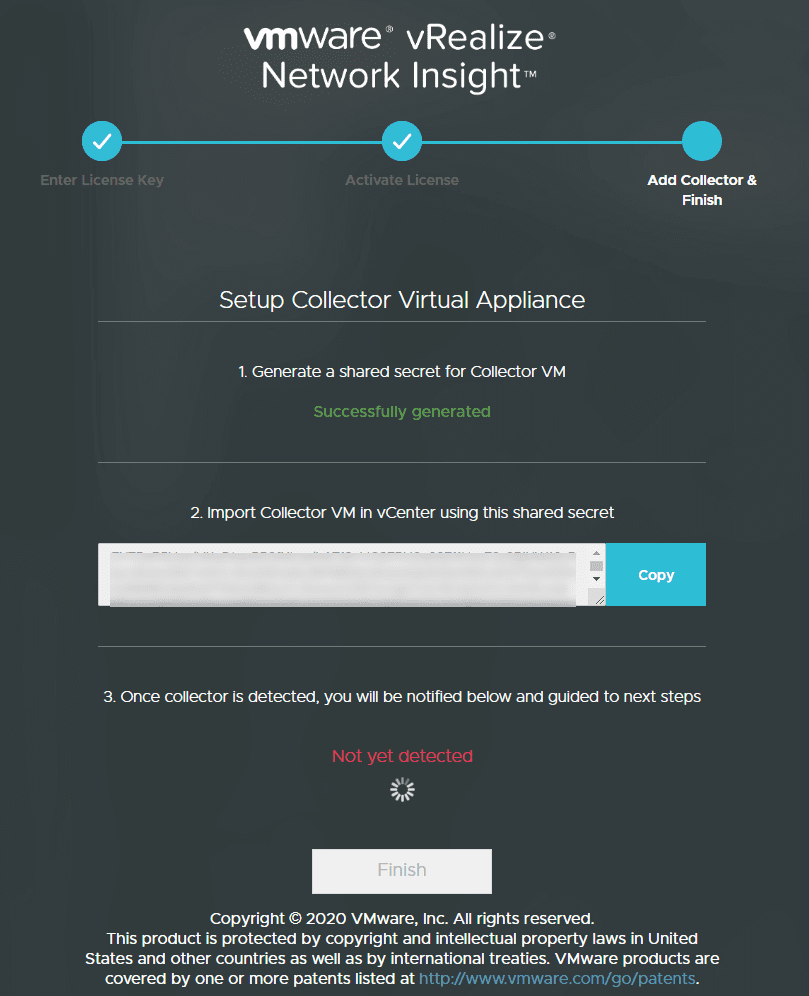 vmware® vRealize®
Network Insight™
Enter License Key
Activate License
Add Collector &
Finish
Setup Collector Virtual Appliance
1. Generate a shared secret for Collector VM
Successfully generated
2. Import Collector VM in vCenter using this shared secret
Copy
3. Once collector is detected, you will be notified below and guided to next steps
Not yet detected
Finish
Copyright © 2020 VMware, Inc. All rights reserved.
This product is protected by copyright and intellectual property laws in United
States and other countries as well as by international treaties. VMware products are
covered by one or more patents listed at http://www.vmware.com/go/patents.